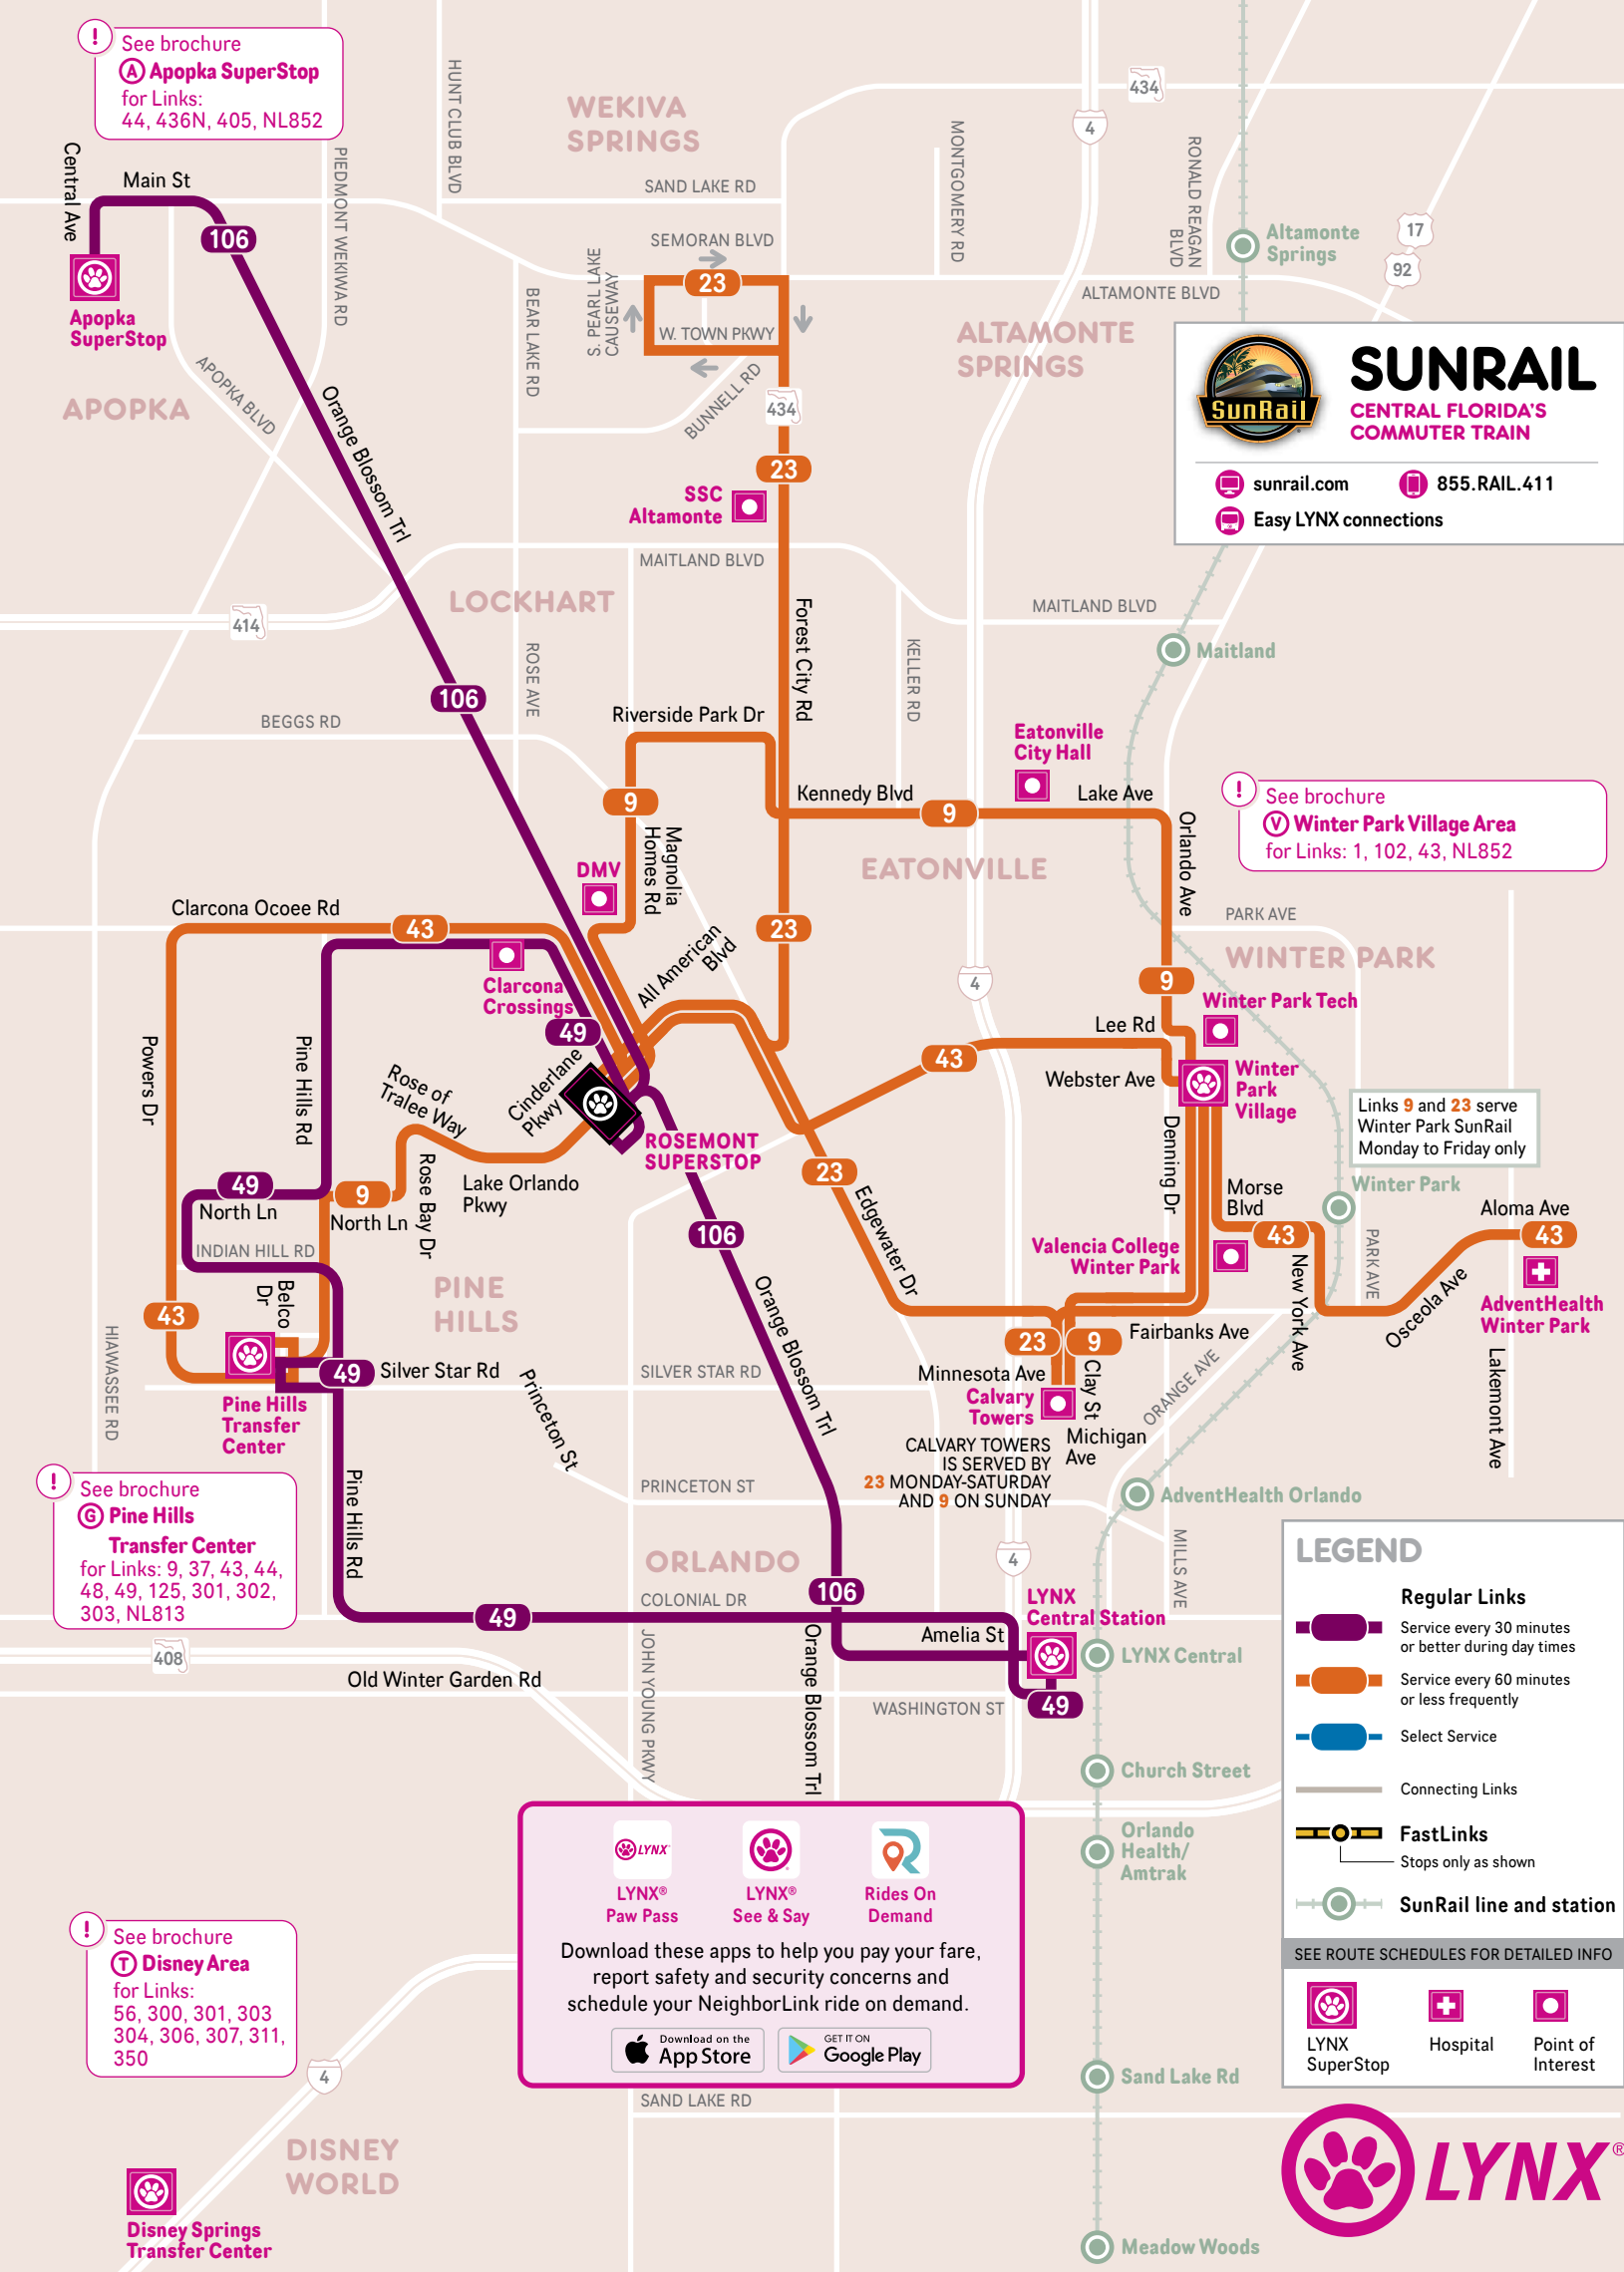 !
See brochure
A Apopka SuperStop
for Links:
44, 436N, 405, NL852
WEKIVA
SPRINGS
HUNT CLUB BLVD
434
4
MONTGOMERY RD
RONALD REAGAN
BLVD
Central Ave
Main St
PIEDMONT WEKIWA RD
SAND LAKE RD
106
SEMORAN BLVD
23
S. PEARL LAKE
CAUSEWAY
W. TOWN PKWY
Altamonte
Springs
17
92
ALTAMONTE BLVD
Apopka
SuperStop
BEAR LAKE RD
ALTAMONTE
SPRINGS
APOPKA BLVD
APOPKA
Orange Blossom Trl
BUNNELL RD
434
23
SunRail
SUNRAIL
CENTRAL FLORIDA'S
COMMUTER TRAIN
sunrail.com
855.RAIL.411
Easy LYNX connections
SSC
Altamonte
MAITLAND BLVD
LOCKHART
414
MAITLAND BLVD
Forest City Rd
ROSE AVE
KELLER RD
Maitland
106
BEGGS RD
Riverside Park Dr
Eatonville
City Hall
9
Kennedy Blvd
9
Lake Ave
Orlando Ave
!
See brochure
V Winter Park Village Area
for Links: 1, 102, 43, NL852
Magnolia
Homes Rd
DMV
EATONVILLE
Clarcona Ocoee Rd
43
23
PARK AVE
WINTER PARK
All American
Blvd
Clarcona
Crossings
4
9
Winter Park Tech
49
Lee Rd
43
Powers Dr
Pine Hills Rd
Rose of
Tralee Way
Cinderlane
Pkwy
Webster Ave
Winter
Park
Village
ROSEMONT
SUPERSTOP
Links 9 and 23 serve
Winter Park SunRail
Monday to Friday only
Denning Dr
49
North Ln
9
North Ln
Rose Bay Dr
Lake Orlando
Pkwy
23
Edgewater Dr
Morse
Blvd
Winter Park
Aloma Ave
106
43
43
INDIAN HILL RD
Valencia College
Winter Park
New York Ave
PARK AVE
Osceola Ave
AdventHealth
Winter Park
Belco
Dr
PINE
HILLS
Orange Blossom Trl
43
HIAWASSEE RD
23
9
Fairbanks Ave
Lakemont Ave
49
Silver Star Rd
SILVER STAR RD
Minnesota Ave
Clay St
ORANGE AVE
Princeton St
Pine Hills
Transfer
Center
Calvary
Towers
Michigan
Ave
CALVARY TOWERS
IS SERVED BY
23 MONDAY-SATURDAY
AND 9 ON SUNDAY
PRINCETON ST
AdventHealth Orlando
!
See brochure
G Pine Hills
Transfer Center
for Links: 9, 37, 43, 44,
48, 49, 125, 301, 302,
303, NL813
Pine Hills Rd
ORLANDO
4
MILLS AVE
106
COLONIAL DR
49
LYNX
Central Station
Amelia St
LYNX Central
408
Old Winter Garden Rd
JOHN YOUNG PKWY
Orange Blossom Trl
WASHINGTON ST
49
Church Street
Orlando
Health/
Amtrak
LEGEND
Regular Links
Service every 30 minutes
or better during day times
Service every 60 minutes
or less frequently
Select Service
Connecting Links
FastLinks
Stops only as shown
SunRail line and station
SEE ROUTE SCHEDULES FOR DETAILED INFO
LYNX
SuperStop
Hospital
Point of
Interest
LYNX
LYNX®
Paw Pass
LYNX®
See & Say
Rides On
Demand
Download these apps to help you pay your fare,
report safety and security concerns and
schedule your NeighborLink ride on demand.
Download on the
App Store
GET IT ON
Google Play
!
See brochure
T Disney Area
for Links:
56, 300, 301, 303
304, 306, 307, 311,
350
4
Sand Lake Rd
SAND LAKE RD
DISNEY
WORLD
Disney Springs
Transfer Center
Meadow Woods
LYNX®